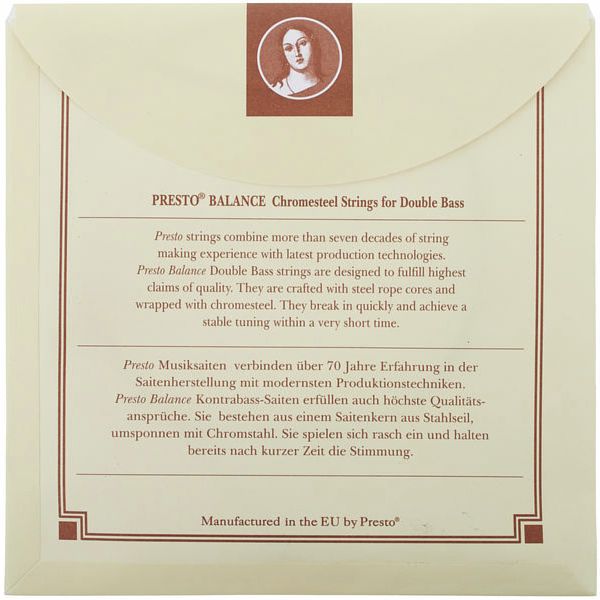 PRESTO® BALANCE Chromesteel Strings for Double Bass
Presto strings combine more than seven decades of string
making experience with latest production technologies.
Presto Balance Double Bass strings are designed to fulfill highest
claims of quality. They are crafted with steel rope cores and
wrapped with chromesteel. They break in quickly and achieve a
stable tuning within a very short time.
Presto Musiksaiten verbinden über 70 Jahre Erfahrung in der
Saitenherstellung mit modernsten Produktionstechniken.
Presto Balance Kontrabass-Saiten erfüllen auch höchste Qualitäts-
ansprüche. Sie bestehen aus einem Saitenkern aus Stahlseil,
umsponnen mit Chromstahl. Sie spielen sich rasch ein und halten
bereits nach kurzer Zeit die Stimmung.
Manufactured in the EU by Presto®